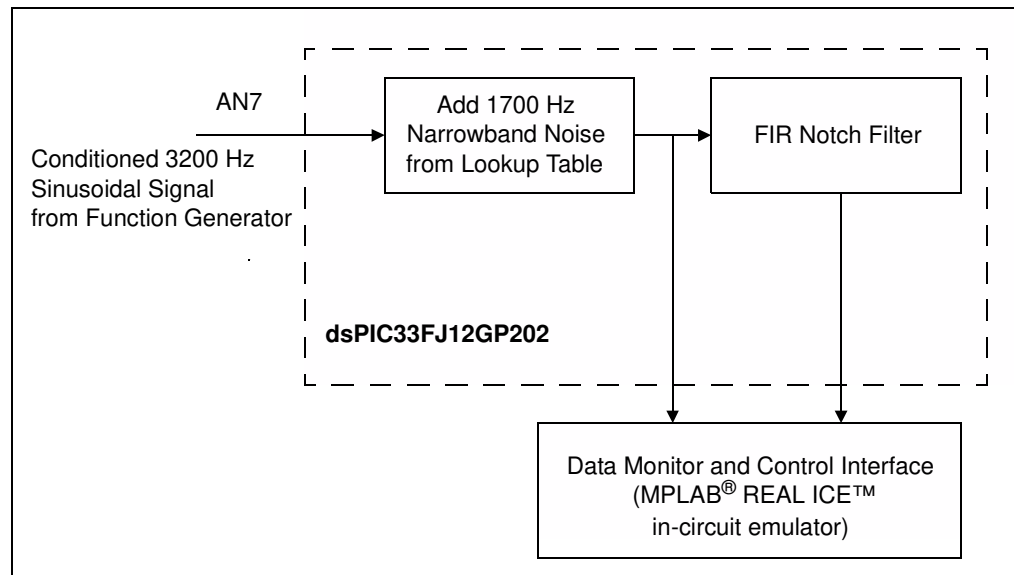 AN7
Conditioned 3200 Hz
Sinusoidal Signal
from Function Generator
Add 1700 Hz
Narrowband Noise
from Lookup Table
FIR Notch Filter
dsPIC33FJ12GP202
Data Monitor and Control Interface
(MPLAB® REAL ICE™
in-circuit emulator)